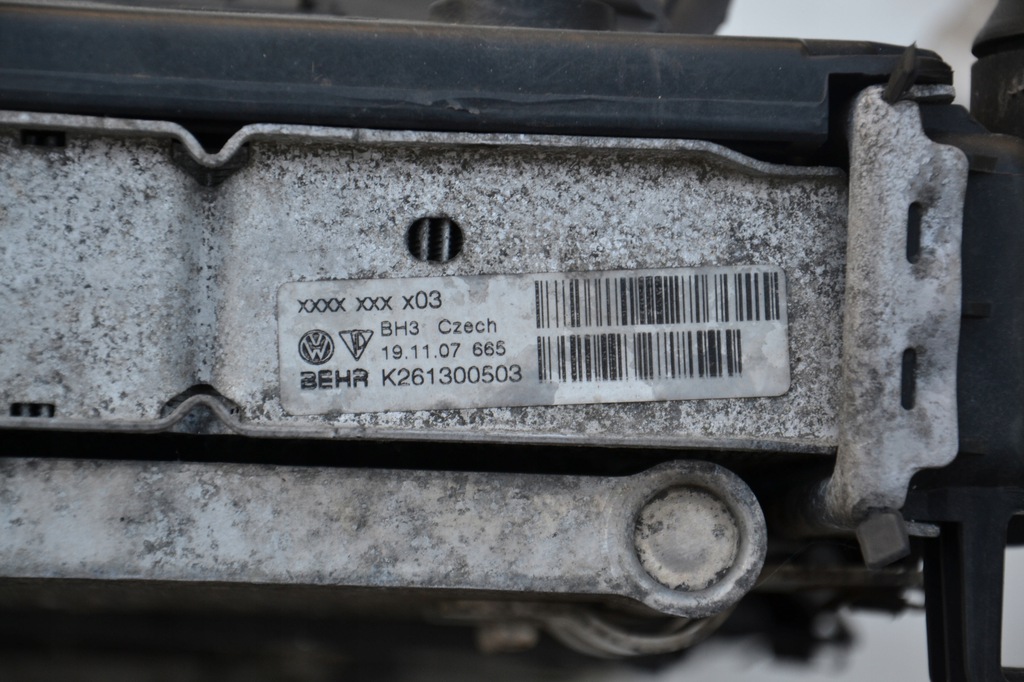 xxxx xxx x03
BH3 Czech
19.11.07 665
BEHR K261300503